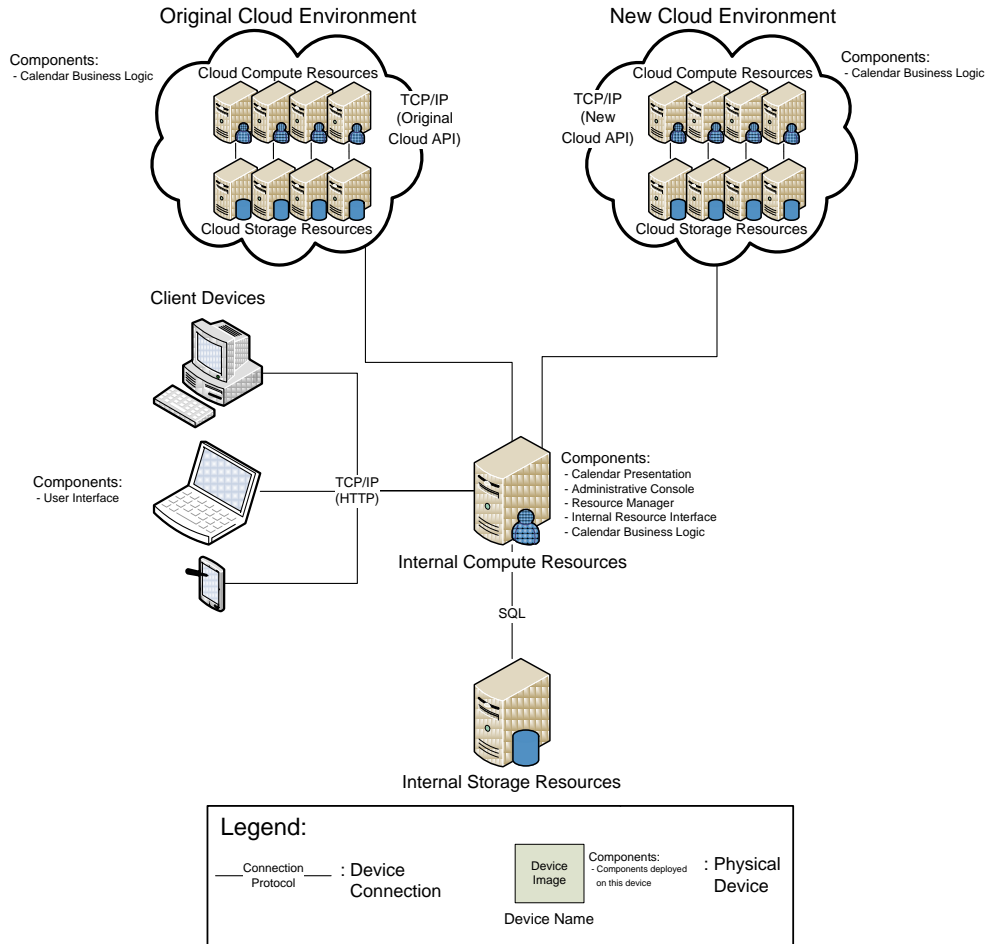 Original Cloud Environment
New Cloud Environment
Components:
- Calendar Business Logic
Cloud Compute Resources
TCP/IP
(Original
Cloud API)
Cloud Storage Resources
Cloud Compute Resources
TCP/IP
(New
Cloud API)
Cloud Storage Resources
Components:
- Calendar Business Logic
Client Devices
Components:
- User Interface
TCP/IP
(HTTP)
Components:
- Calendar Presentation
- Administrative Console
- Resource Manager
- Internal Resource Interface
- Calendar Business Logic
Internal Compute Resources
SQL
Internal Storage Resources
Legend:
Connection
Protocol
: Device
Connection
Device
Image
Components:
- Components deployed
on this device
Device Name
: Physical
Device